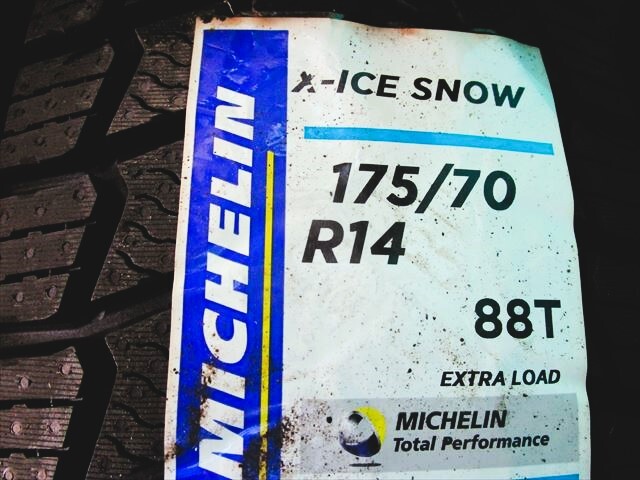 MICHELIN
X-ICE SNOW
175/70
R14
88T
EXTRA LOAD
MICHELIN
Total Performance